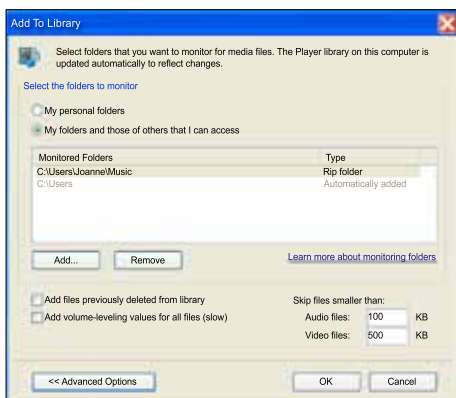 Add To Library
Select folders that you want to monitor for media files. The Player library on this computer is
updated automatically to reflect changes.
Select the folders to monitor
My personal folders
My folders and those of others that I can access
Monitored Folders Type
C:\Users\Joanne\Music Rip folder
C:\Users Automatically added
Add... Remove Learn more about monitoring folders
Add files previously deleted from library Skip files smaller than:
Add volume-leveling values for all files (slow) Audio files: 100 KB
Video files: 500 KB
<< Advanced Options OK Cancel